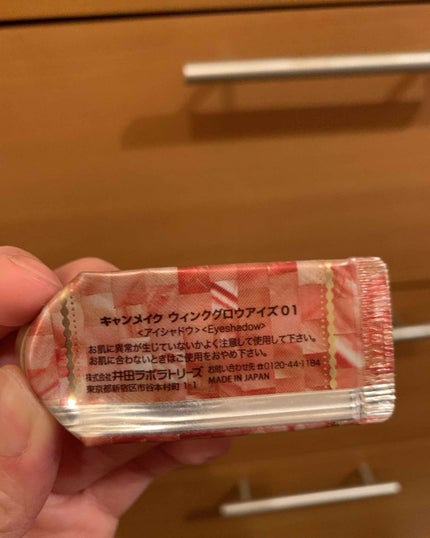 キャンメイク ウィンクグロウアイズ 01
<アイシャドウ><Eyeshadow>
お肌に異常が生じていないかよく注意して使用して下さい。
お肌に合わないときはご使用をおやめ下さい。
株式会社 井田ラボラトリーズ お問い合わせ先 ☎0120-44-1184
東京都新宿区市谷本村町 1-1 MADE IN JAPAN